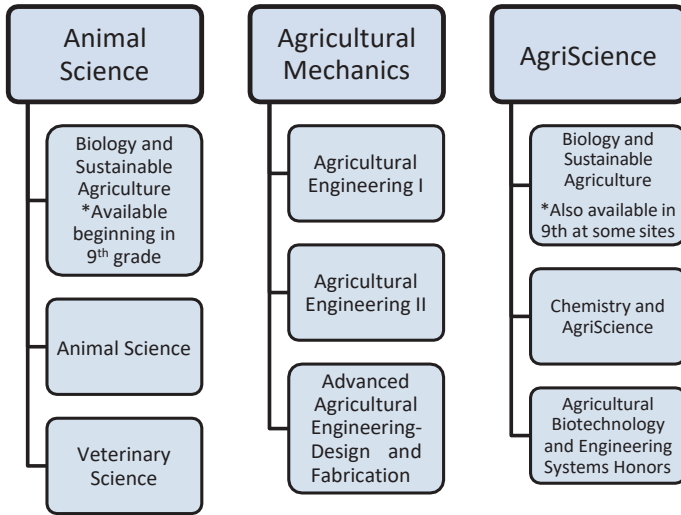 Animal
Science
Biology and
Sustainable
Agriculture
*Available
beginning in
9th grade
Animal Science
Veterinary
Science
Agricultural
Mechanics
Agricultural
Engineering I
Agricultural
Engineering II
Advanced
Agricultural
Engineering-
Design and
Fabrication
AgriScience
Biology and
Sustainable
Agriculture
*Also available in
9th at some sites
Chemistry and
AgriScience
Agricultural
Biotechnology
and Engineering
Systems Honors